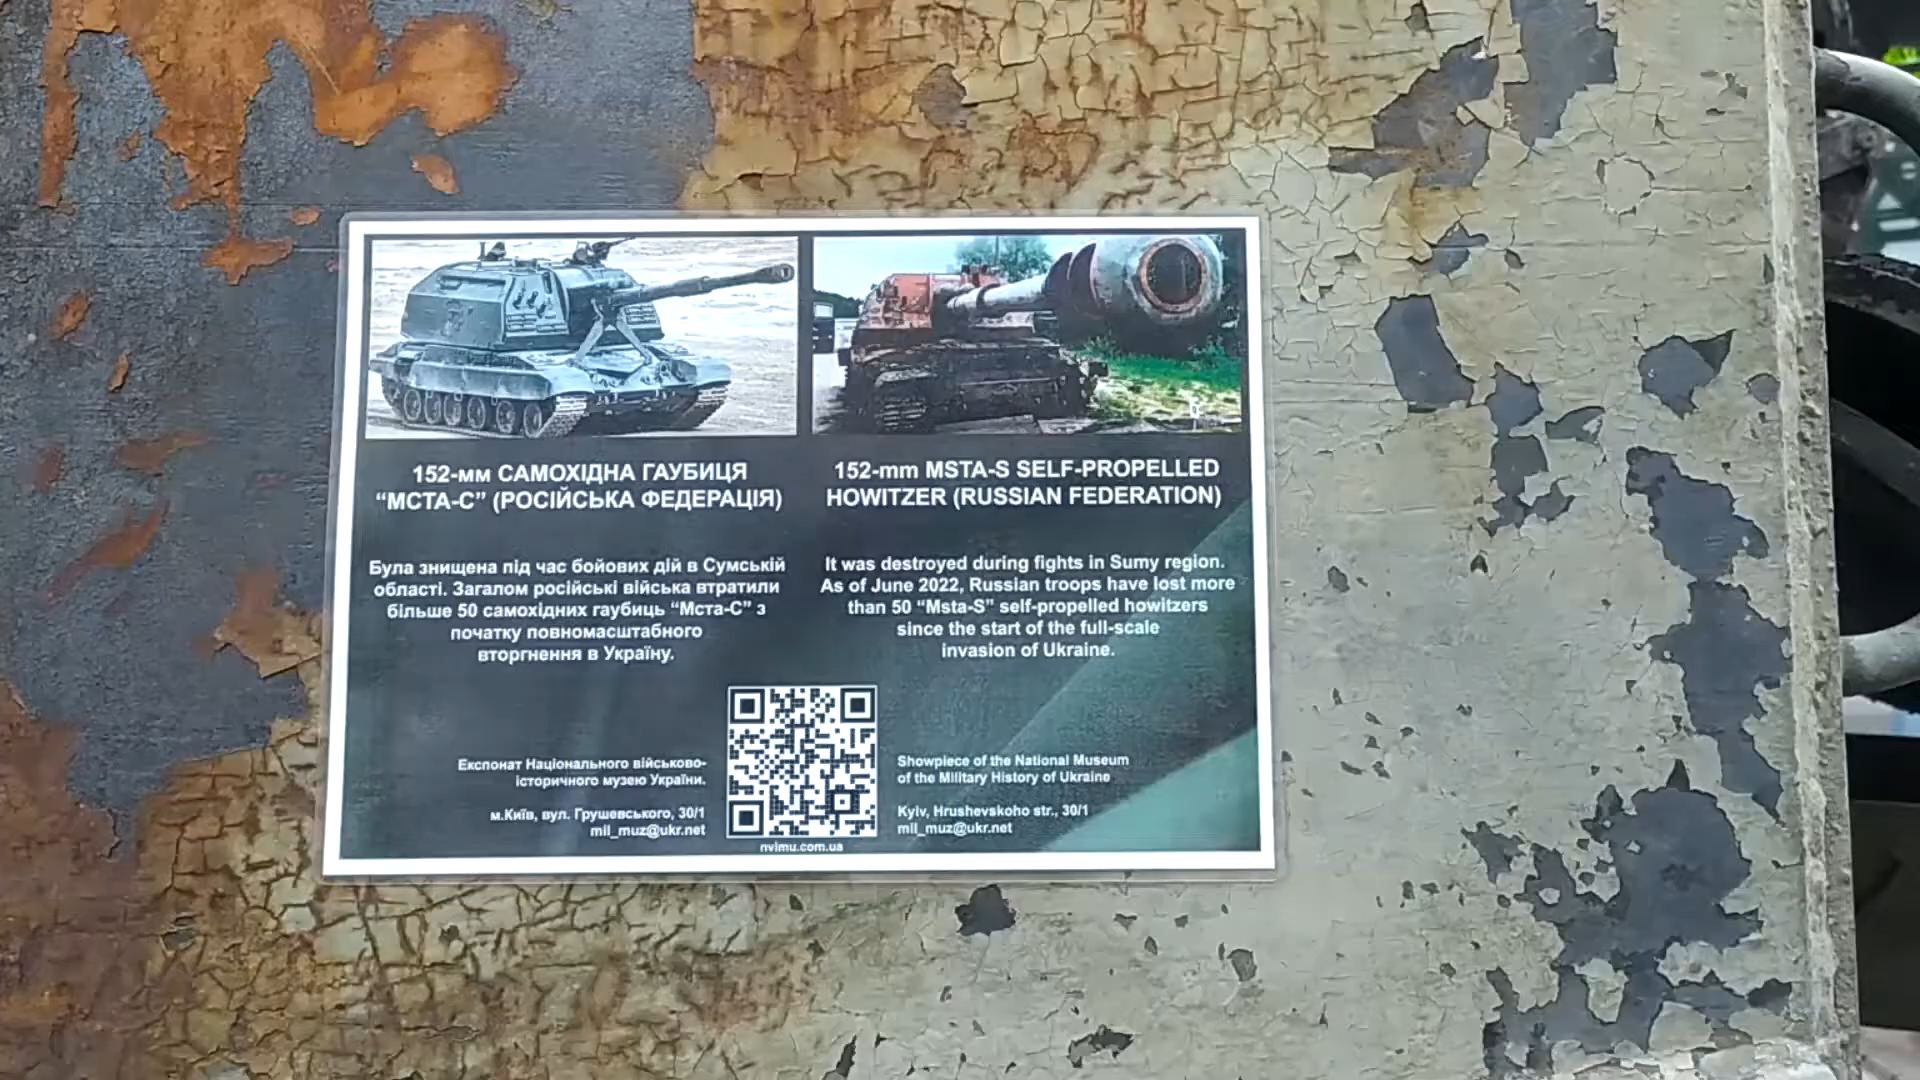 152-мм САМОХІДНА ГАУБИЦЯ
“МСТА-С” (РОСІЙСЬКА ФЕДЕРАЦІЯ)
Була знищена під час бойових дій в Сумській
області. Загалом російські війська втратили
більше 50 самохідних гаубиць “Мста-С” з
початку повномасштабного
вторгнення в Україну.
Експонат Національного військово-
історичного музею України.
м.Київ, вул. Грушевського, 30/1
mil_muz@ukr.net
152-mm MSTA-S SELF-PROPELLED
HOWITZER (RUSSIAN FEDERATION)
It was destroyed during fights in Sumy region.
As of June 2022, Russian troops have lost more
than 50 “Msta-S” self-propelled howitzers
since the start of the full-scale
invasion of Ukraine.
Showpiece of the National Museum
of the Military History of Ukraine
Kyiv, Hrushevskoho str., 30/1
mil_muz@ukr.net
nvimu.com.ua